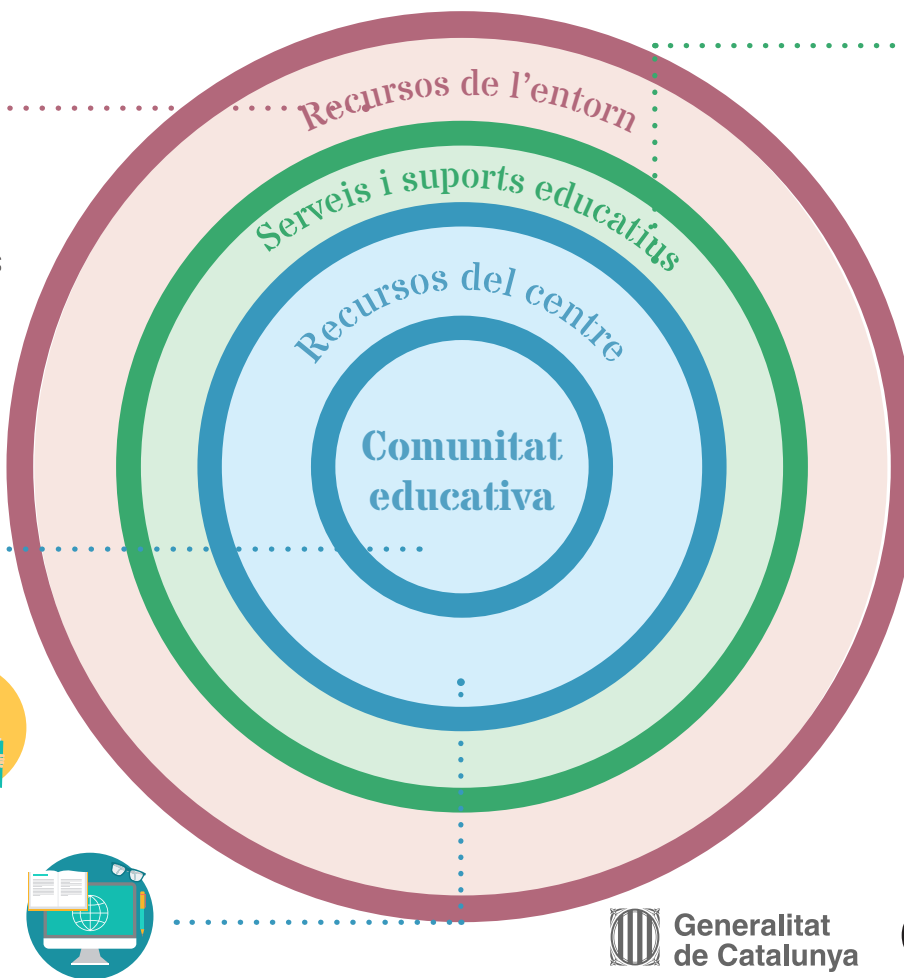 Recursos de l'entorn
Serveis i suports educatius
s
Recursos del centre
Comunitat
educativa
Generalitat
de Catalunya